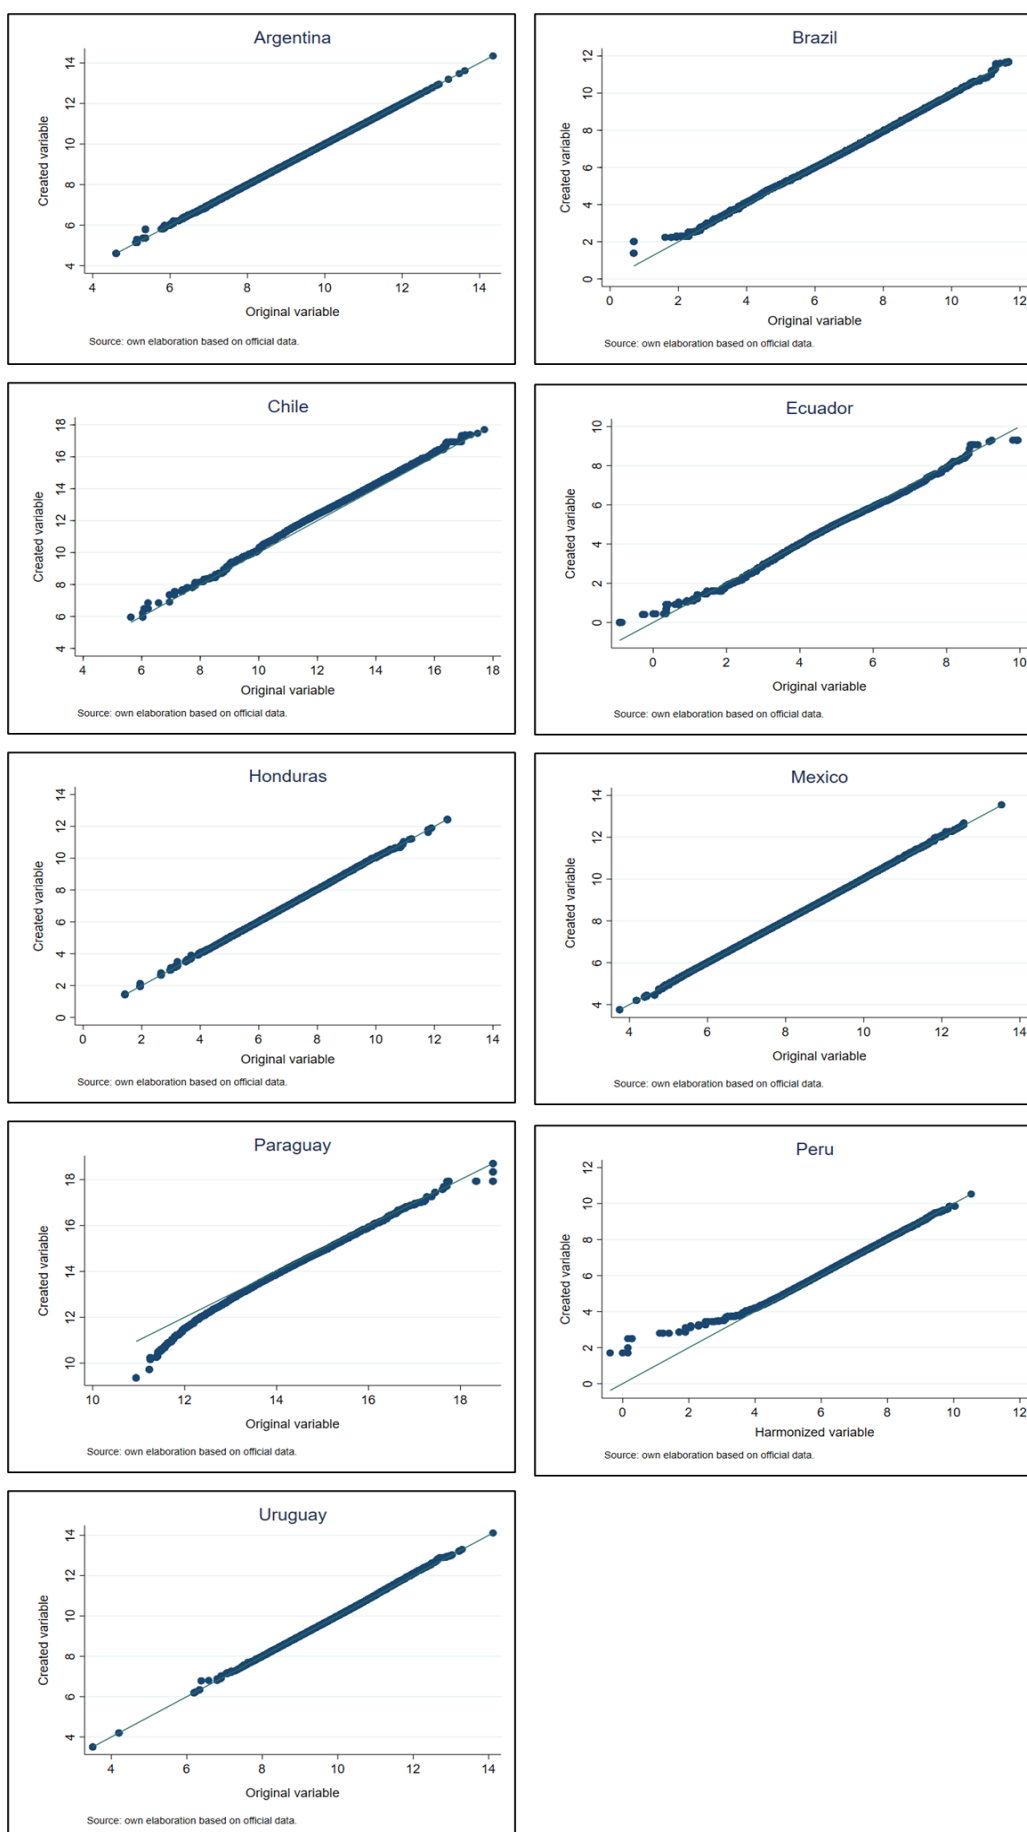 Argentina
Created variable
14
12
10
8
6
4
4 6 8 10 12 14
Original variable
Source: own elaboration based on official data.
Brazil
Created variable
12
10
8
6
4
2
0
0 2 4 6 8 10 12
Original variable
Source: own elaboration based on official data.
Chile
Created variable
18
16
14
12
10
8
6
4
4 6 8 10 12 14 16 18
Original variable
Source: own elaboration based on official data.
Ecuador
Created variable
10
8
6
4
2
0
0 2 4 6 8 10
Original variable
Source: own elaboration based on official data.
Honduras
Created variable
14
12
10
8
6
4
2
0
0 2 4 6 8 10 12 14
Original variable
Source: own elaboration based on official data.
Mexico
Created variable
14
12
10
8
6
4
4 6 8 10 12 14
Original variable
Source: own elaboration based on official data.
Paraguay
Created variable
18
16
14
12
10
10 12 14 16 18
Original variable
Source: own elaboration based on official data.
Peru
Created variable
12
10
8
6
4
2
0
0 2 4 6 8 10 12
Harmonized variable
Source: own elaboration based on official data.
Uruguay
Created variable
14
12
10
8
6
4
4 6 8 10 12 14
Original variable
Source: own elaboration based on official data.